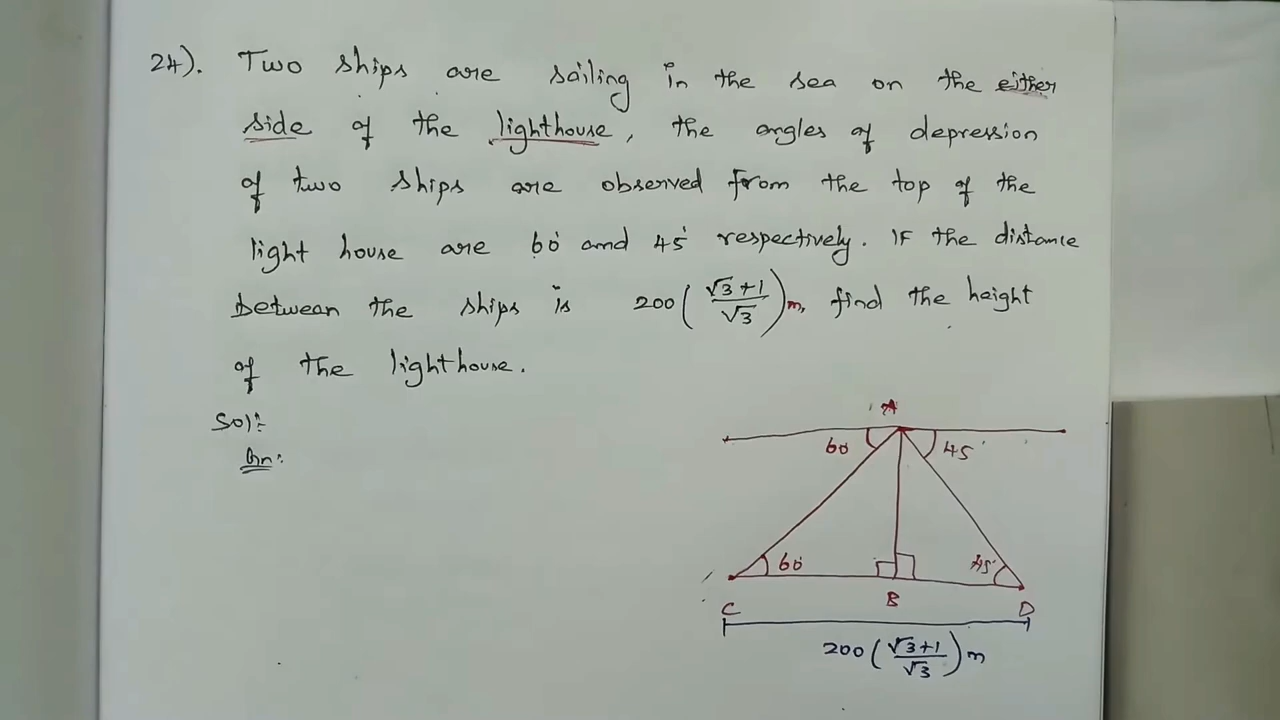 24). Two ships are sailing in the sea on the either
side of the lighthouse, the angles of depression
of two ships are observed from the top of the
light house are 60° and 45° respectively. If the distance
between the ships is 200 ( (√3+1)/√3 ) m, find the height
of the lighthouse.
Sol:
Gn:
A
60° 45°
60° 45°
C B D
200 ( (√3+1)/√3 ) m